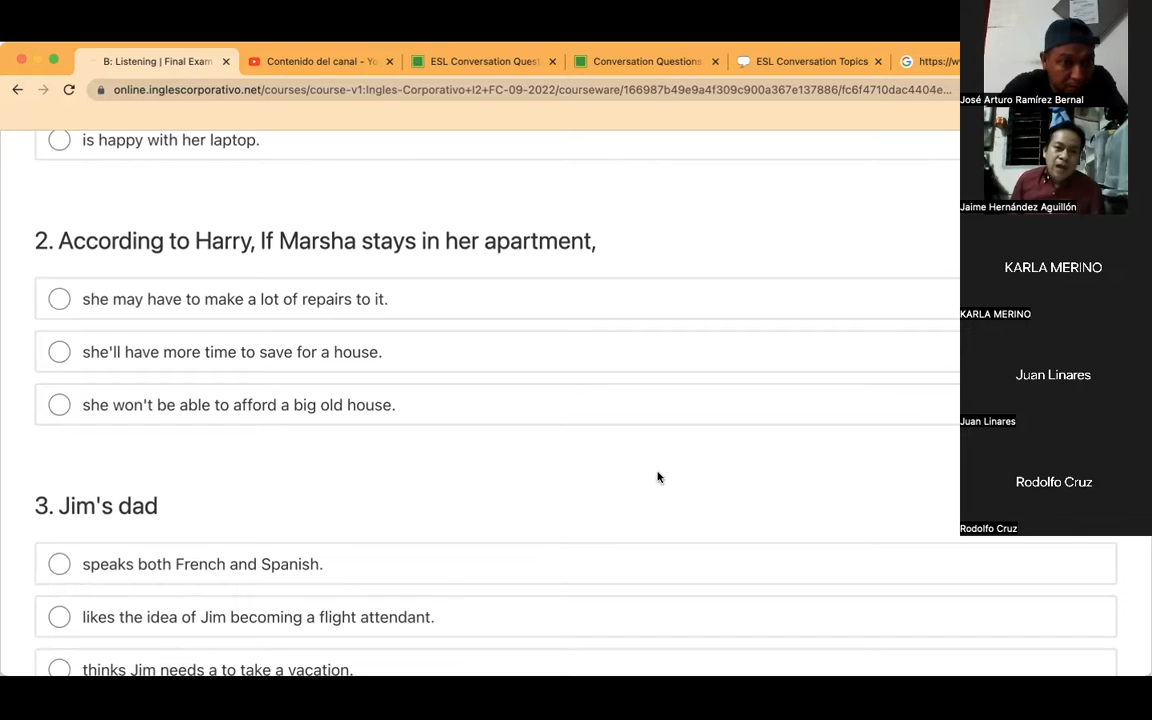 B: Listening | Final Exam
Contenido del canal - Yo
ESL Conversation Quest
Conversation Questions
ESL Conversation Topics
https://w
online.inglescorporativo.net/courses/course-v1:Ingles-Corporativo+I2+FC-09-2022/courseware/166987b49e9a4f309c900a367e137886/fc6f4710dac4404e...
is happy with her laptop.
2. According to Harry, If Marsha stays in her apartment,
she may have to make a lot of repairs to it.
she'll have more time to save for a house.
she won't be able to afford a big old house.
3. Jim's dad
speaks both French and Spanish.
likes the idea of Jim becoming a flight attendant.
thinks Jim needs a to take a vacation.
José Arturo Ramírez Bernal
Jaime Hernández Aguillón
KARLA MERINO
KARLA MERINO
Juan Linares
Juan Linares
Rodolfo Cruz
Rodolfo Cruz